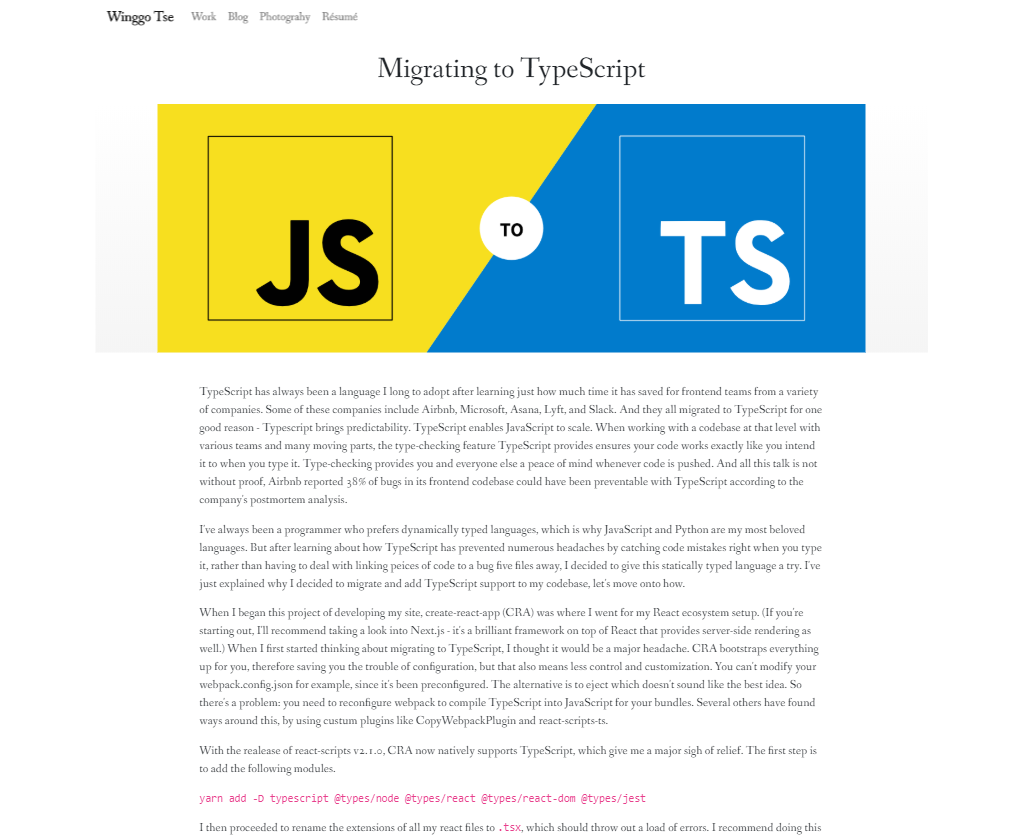 Winggo Tse Work Blog Photograhy Résumé
Migrating to TypeScript
JS
TO
TS
TypeScript has always been a language I long to adopt after learning just how much time it has saved for frontend teams from a variety
of companies. Some of these companies include Airbnb, Microsoft, Asana, Lyft, and Slack. And they all migrated to TypeScript for one
good reason - Typescript brings predictability. TypeScript enables JavaScript to scale. When working with a codebase at that level with
various teams and many moving parts, the type-checking feature TypeScript provides ensures your code works exactly like you intend
it to when you type it. Type-checking provides you and everyone else a peace of mind whenever code is pushed. And all this talk is not
without proof, Airbnb reported 38% of bugs in its frontend codebase could have been preventable with TypeScript according to the
company's postmortem analysis.
I've always been a programmer who prefers dynamically typed languages, which is why JavaScript and Python are my most beloved
languages. But after learning about how TypeScript has prevented numerous headaches by catching code mistakes right when you type
it, rather than having to deal with linking peices of code to a bug five files away, I decided to give this statically typed language a try. I've
just explained why I decided to migrate and add TypeScript support to my codebase, let's move onto how.
When I began this project of developing my site, create-react-app (CRA) was where I went for my React ecosystem setup. (If you're
starting out, I'll recommend taking a look into Next.js - it's a brilliant framework on top of React that provides server-side rendering as
well.) When I first started thinking about migrating to TypeScript, I thought it would be a major headache. CRA bootstraps everything
up for you, therefore saving you the trouble of configuration, but that also means less control and customization. You can't modify your
webpack.config.json for example, since it's been preconfigured. The alternative is to eject which doesn't sound like the best idea. So
there's a problem: you need to reconfigure webpack to compile TypeScript into JavaScript for your bundles. Several others have found
ways around this, by using custum plugins like CopyWebpackPlugin and react-scripts-ts.
With the realease of react-scripts v2.1.0, CRA now natively supports TypeScript, which give me a major sigh of relief. The first step is
to add the following modules.
yarn add -D typescript @types/node @types/react @types/react-dom @types/jest
I then proceeded to rename the extensions of all my react files to .tsx, which should throw out a load of errors. I recommend doing this